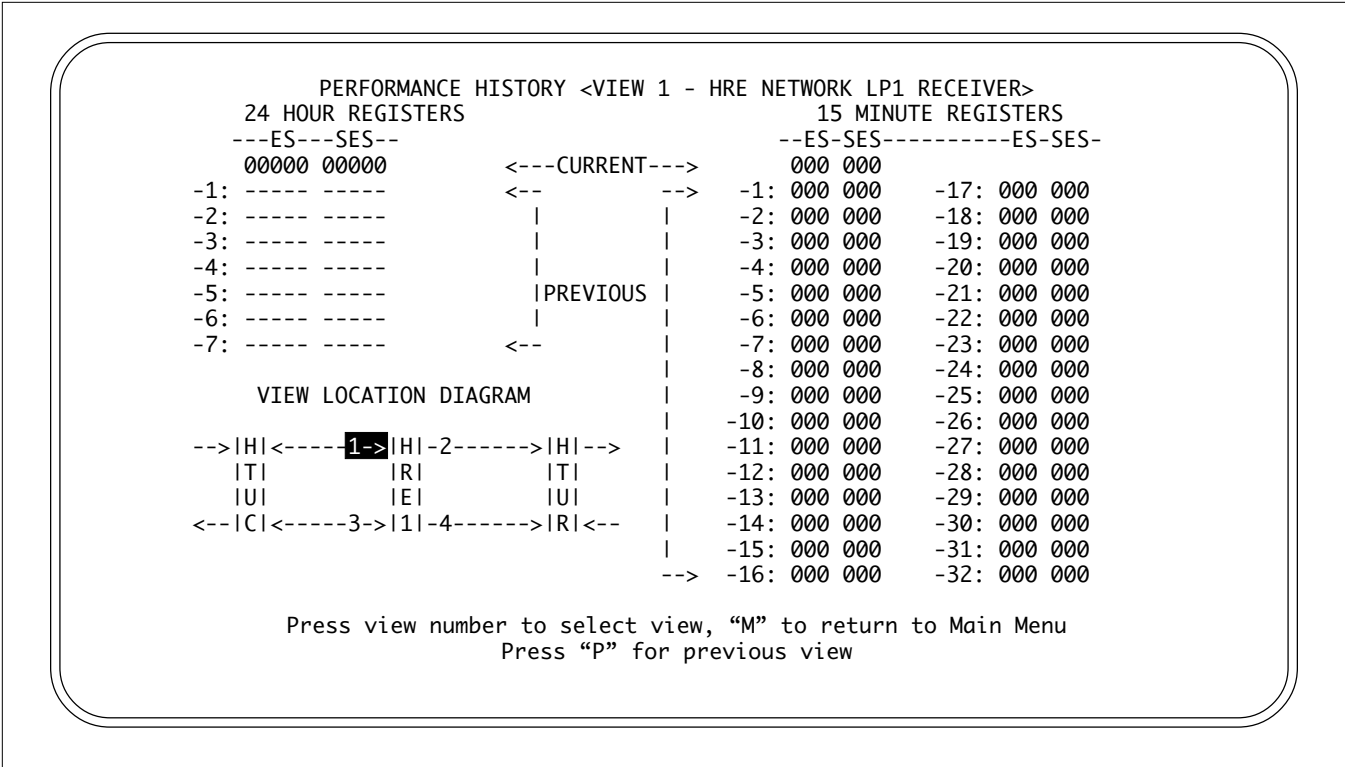 PERFORMANCE HISTORY <VIEW 1 - HRE NETWORK LP1 RECEIVER>
24 HOUR REGISTERS                              15 MINUTE REGISTERS
---ES---SES--                              --ES-SES----------ES-SES-
00000 00000         <---CURRENT--->       000 000
-1: ----- -----         <--         -->   -1: 000 000    -17: 000 000
-2: ----- -----           |         |     -2: 000 000    -18: 000 000
-3: ----- -----           |         |     -3: 000 000    -19: 000 000
-4: ----- -----           |         |     -4: 000 000    -20: 000 000
-5: ----- -----           |PREVIOUS |     -5: 000 000    -21: 000 000
-6: ----- -----           |         |     -6: 000 000    -22: 000 000
-7: ----- -----         <--         |     -7: 000 000    -23: 000 000
|     -8: 000 000    -24: 000 000
VIEW LOCATION DIAGRAM          |     -9: 000 000    -25: 000 000
|    -10: 000 000    -26: 000 000
-->|H|<-----1->|H|-2------>|H|-->   |    -11: 000 000    -27: 000 000
|T|         |R|         |T|      |    -12: 000 000    -28: 000 000
|U|         |E|         |U|      |    -13: 000 000    -29: 000 000
<--|C|<-----3->|1|-4------>|R|<--   |    -14: 000 000    -30: 000 000
|    -15: 000 000    -31: 000 000
-->  -16: 000 000    -32: 000 000
Press view number to select view, “M” to return to Main Menu
Press “P” for previous view